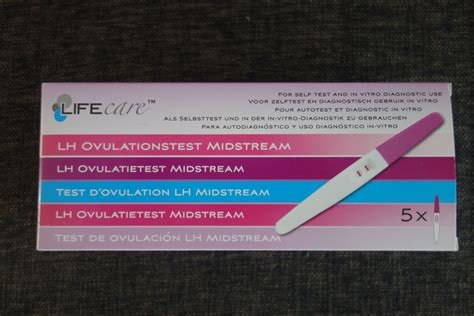 LIFEcare™
For self test and in vitro diagnostic use
Voor zelftest en diagnostisch gebruik in vitro
Pour autotest et diagnostic in vitro
Als Selbsttest und in der in-vitro-Diagnostik zu gebrauchen
Para autodiagnóstico y uso diagnóstico in-vitro
LH Ovulationstest Midstream
LH Ovulatietest Midstream
Test d'ovulation LH Midstream
LH Ovulatietest Midstream
Test de ovulación LH Midstream
5x